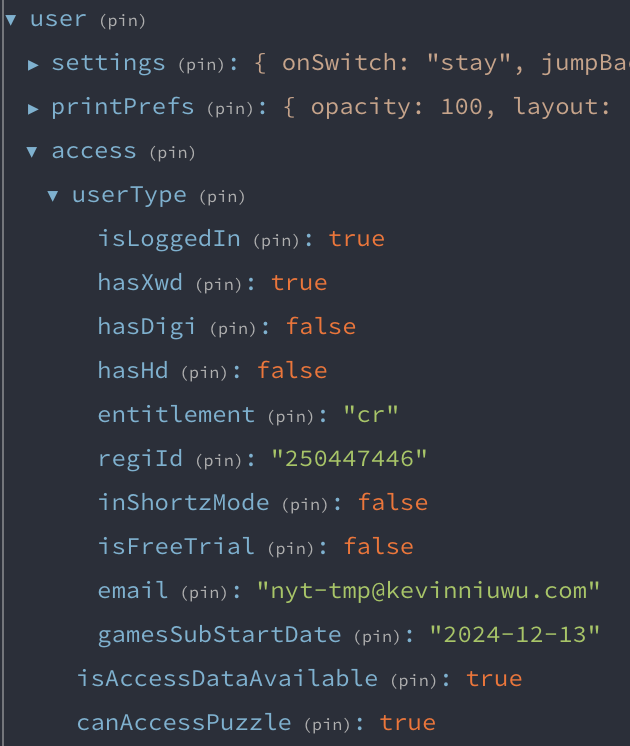 ▼ user (pin)
▶ settings (pin): { onSwitch: "stay", jumpBa
▶ printPrefs (pin): { opacity: 100, layout:
▼ access (pin)
▼ userType (pin)
isLoggedIn (pin): true
hasXwd (pin): true
hasDigi (pin): false
hasHd (pin): false
entitlement (pin): "cr"
regiId (pin): "250447446"
inShortzMode (pin): false
isFreeTrial (pin): false
email (pin): "nyt-tmp@kevinniuwu.com"
gamesSubStartDate (pin): "2024-12-13"
isAccessDataAvailable (pin): true
canAccessPuzzle (pin): true